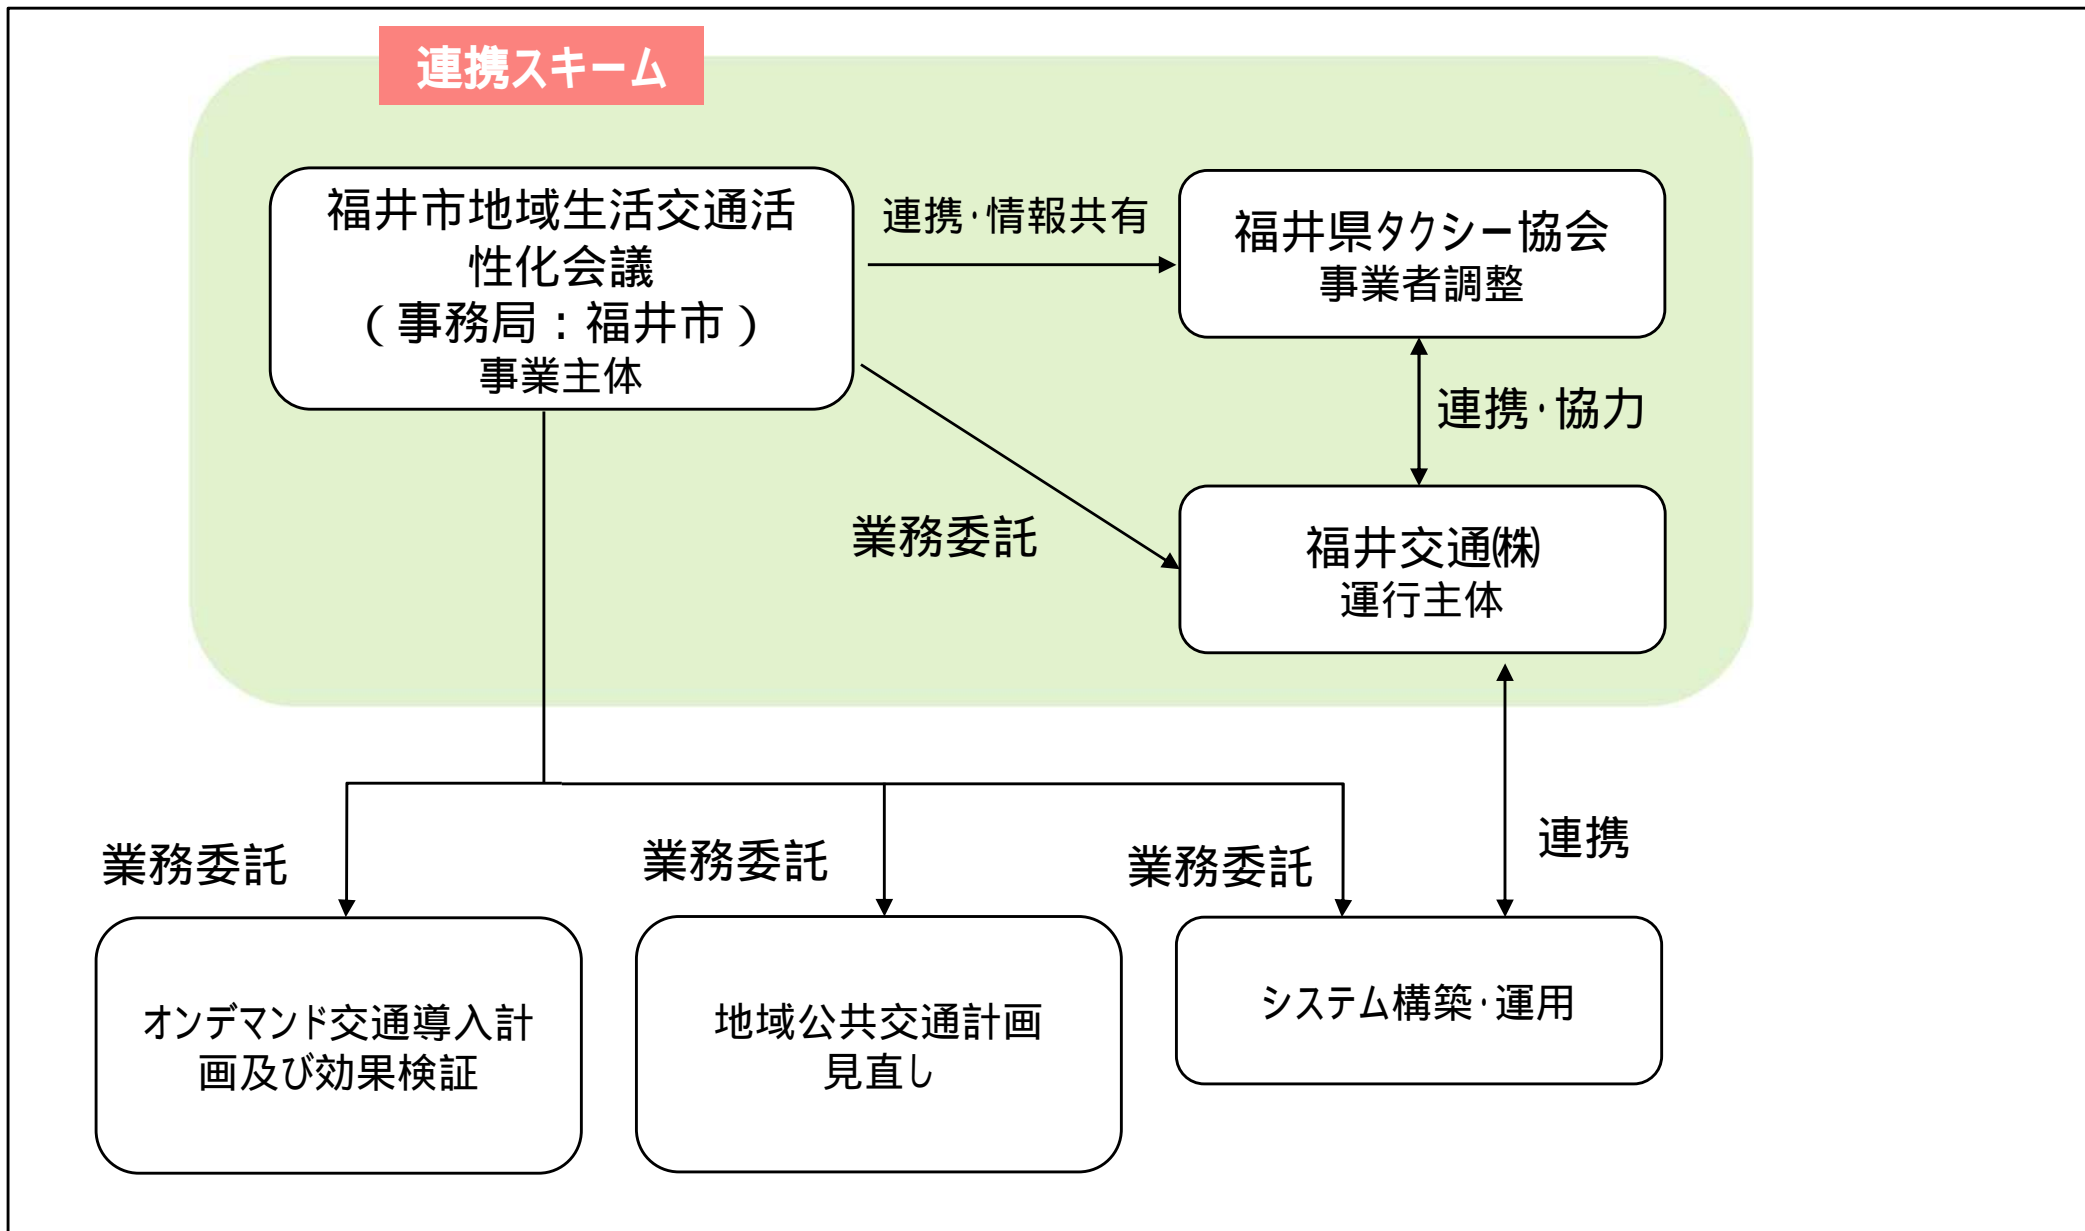 連携スキーム
福井市地域生活交通活
性化会議
(事務局:福井市)
事業主体
連携・情報共有
福井県タクシー協会
事業者調整
連携・協力
業務委託
福井交通㈱
運行主体
業務委託
業務委託
業務委託
連携
オンデマンド交通導入計
画及び効果検証
地域公共交通計画
見直し
システム構築・運用